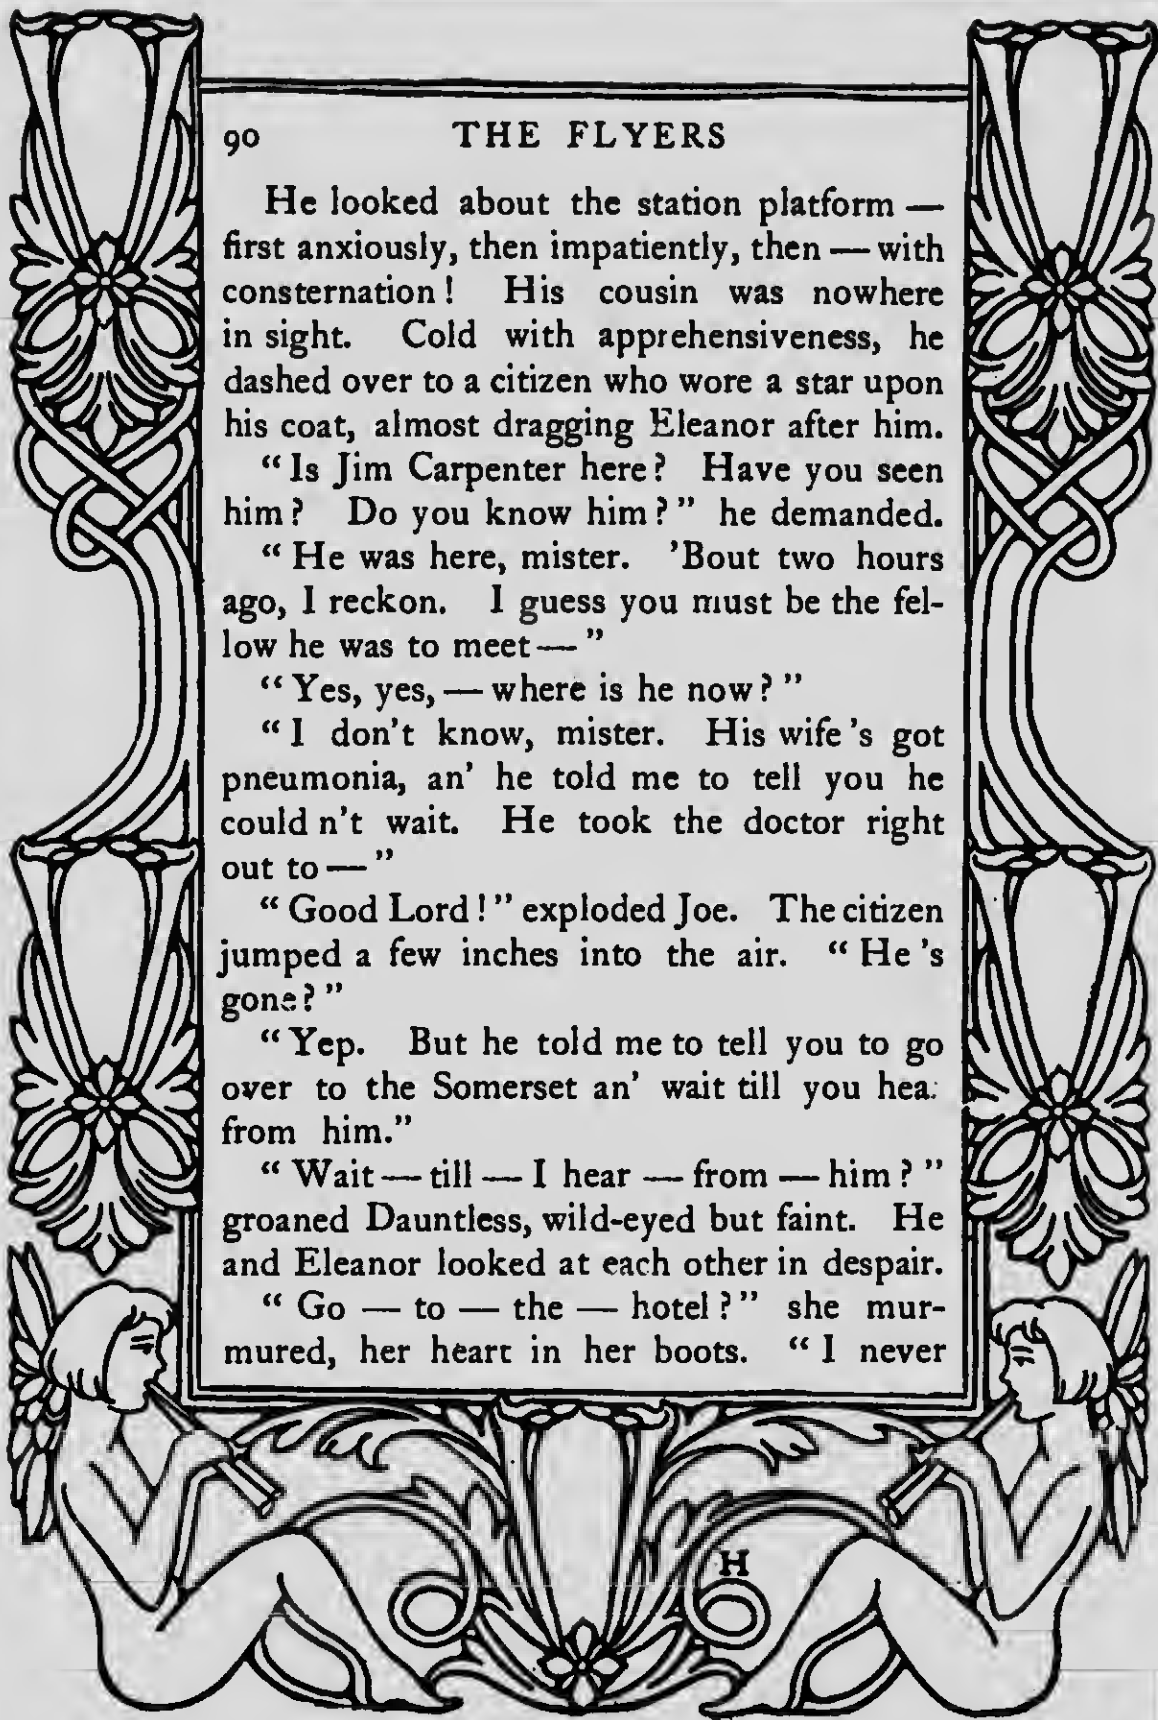 90 THE FLYERS
He looked about the station platform —
first anxiously, then impatiently, then — with
consternation! His cousin was nowhere
in sight. Cold with apprehensiveness, he
dashed over to a citizen who wore a star upon
his coat, almost dragging Eleanor after him.
“Is Jim Carpenter here? Have you seen
him? Do you know him?” he demanded.
“He was here, mister. ’Bout two hours
ago, I reckon. I guess you must be the fel-
low he was to meet—”
“Yes, yes, — where is he now?”
“I don't know, mister. His wife 's got
pneumonia, an' he told me to tell you he
could n't wait. He took the doctor right
out to—”
“Good Lord!” exploded Joe. The citizen
jumped a few inches into the air. “He 's
gone?”
“Yep. But he told me to tell you to go
over to the Somerset an' wait till you hea
from him.”
“Wait — till — I hear — from — him?”
groaned Dauntless, wild-eyed but faint. He
and Eleanor looked at each other in despair.
“Go — to — the — hotel?” she mur-
mured, her heart in her boots. “I never
H